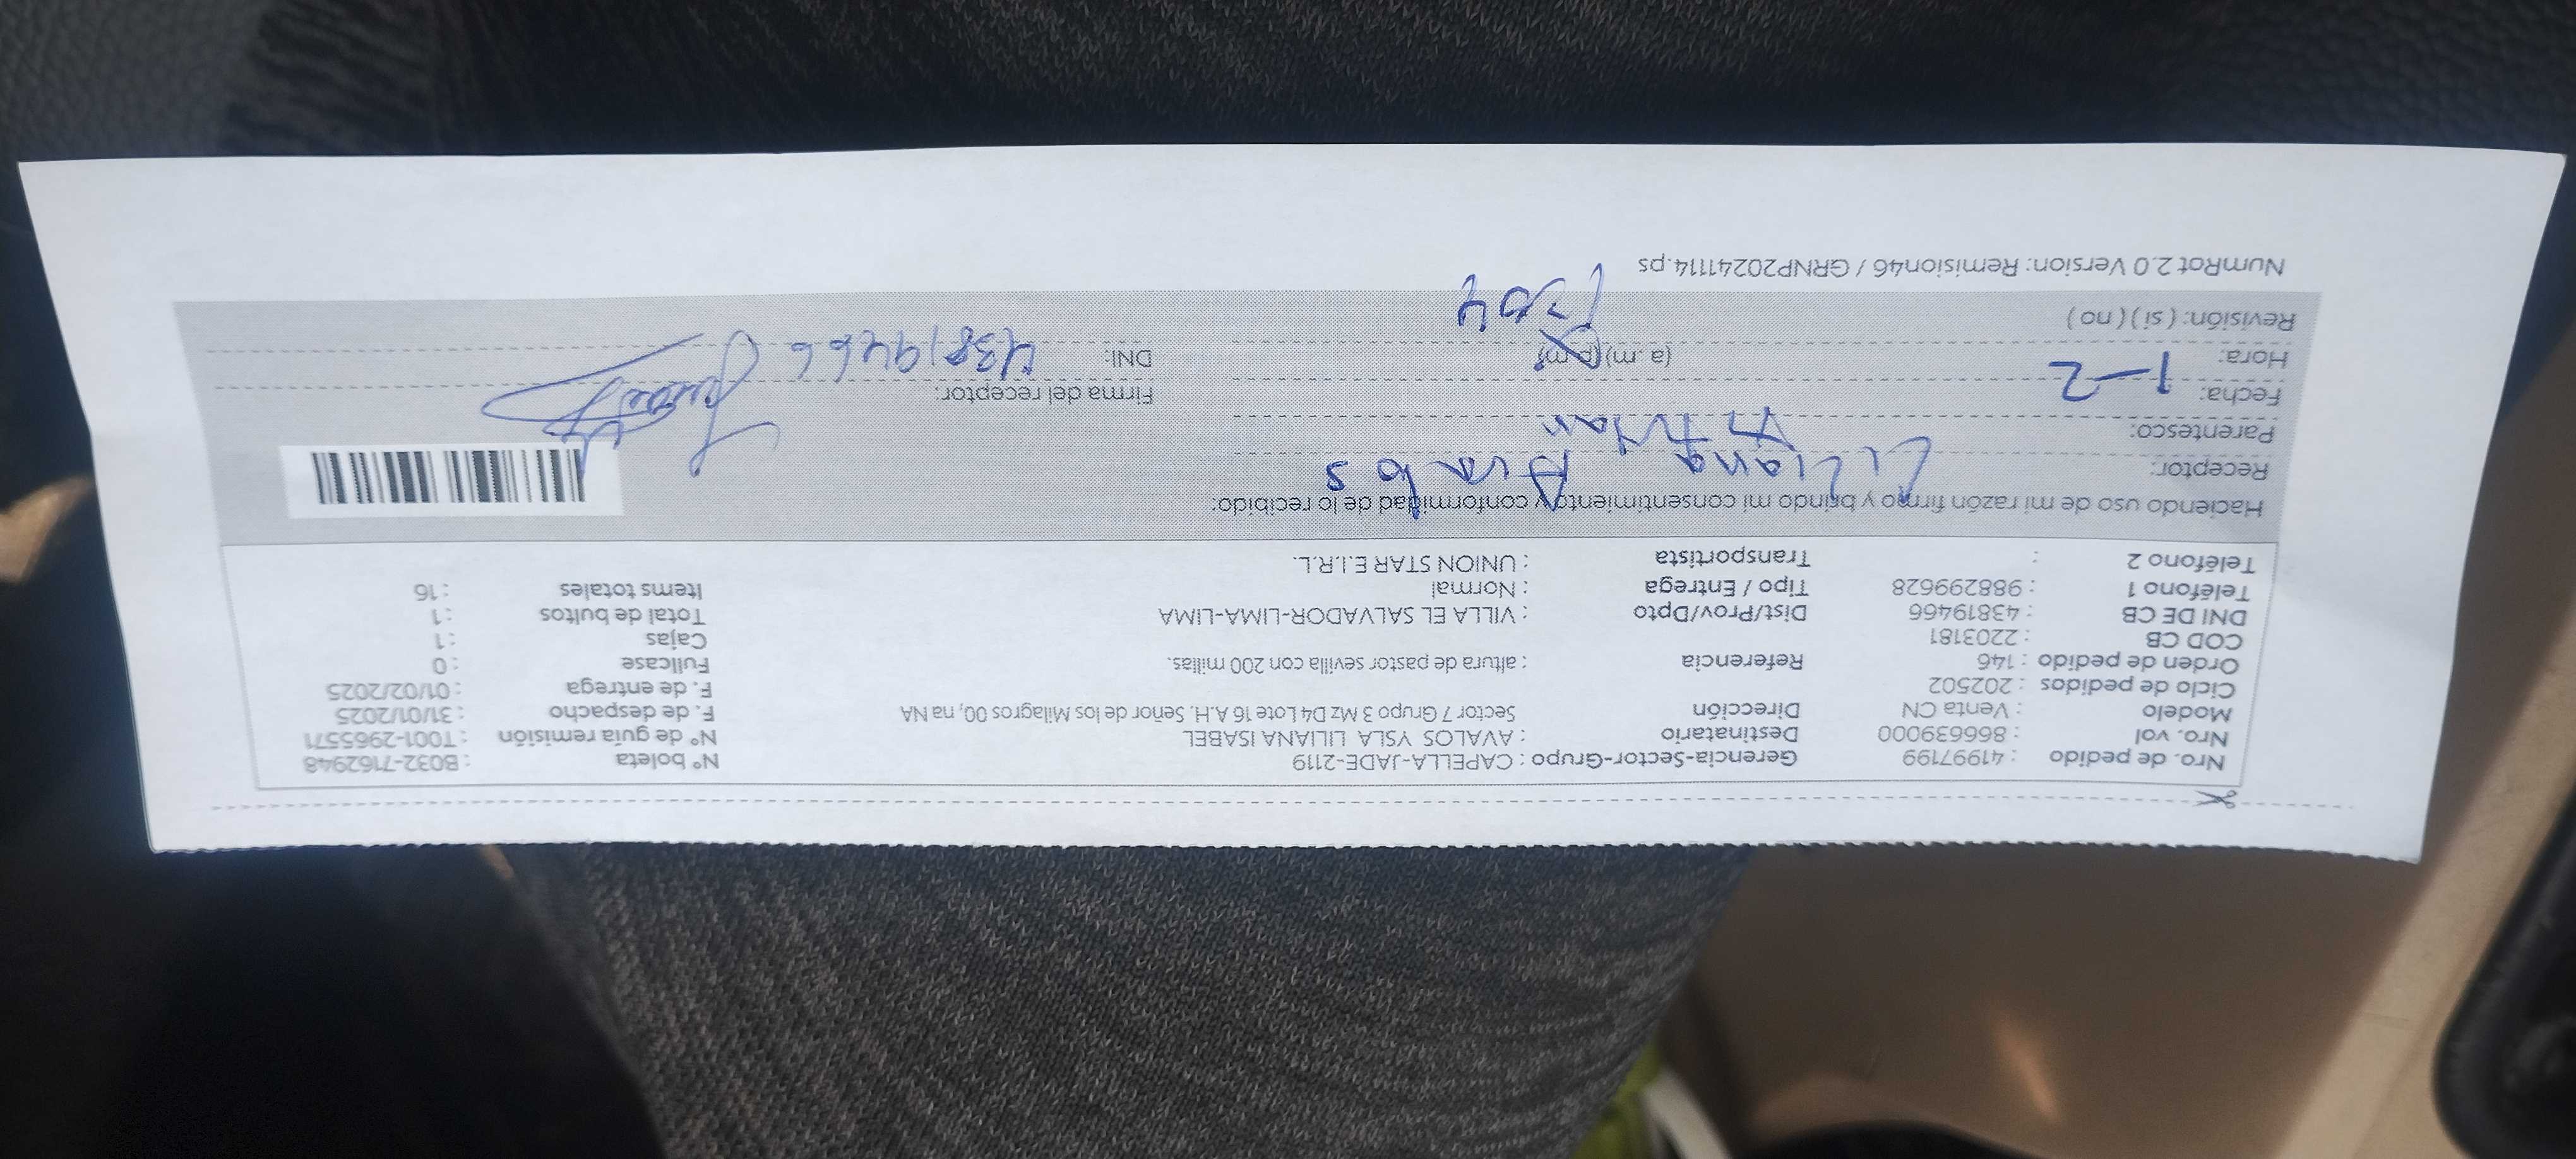 Nro. de pedido : 41997199 Gerencia-Sector-Grupo : CAPELLA-JADE-2119 N° boleta : B032-7162948
Nro. vol : 866639000 Destinatario : AVALOS YSLA LILIANA ISABEL N° de guía remisión : T001-2965571
Modelo : Venta CN Dirección Sector 7 Grupo 3 Mz D4 Lote 16 A.H. Señor de los Milagros 00, na NA F. de despacho : 31/01/2025
Ciclo de pedidos : 202502 F. de entrega : 01/02/2025
Orden de pedido : 146 Referencia : altura de pastor sevilla con 200 millas. Fullcase : 0
COD CB : 2203181 Cajas : 1
DNI DE CB : 43819466 Dist/Prov/Dpto : VILLA EL SALVADOR-LIMA-LIMA Total de bultos : 1
Teléfono 1 : 988299628 Tipo / Entrega : Normal Items totales : 16
Teléfono 2 : Transportista : UNION STAR E.I.R.L.
Haciendo uso de mi razón firmo y brindo mi consentimiento y conformidad de lo recibido:
Receptor: Liliana Avalos
Parentesco: Titular
Fecha: 1-2 Firma del receptor:
Hora: (a. m) (p. m) DNI: 43819466
Revisión: ( si ) ( no )
NumRot 2.0 Version: Remision46 / GRNP20241114.ps